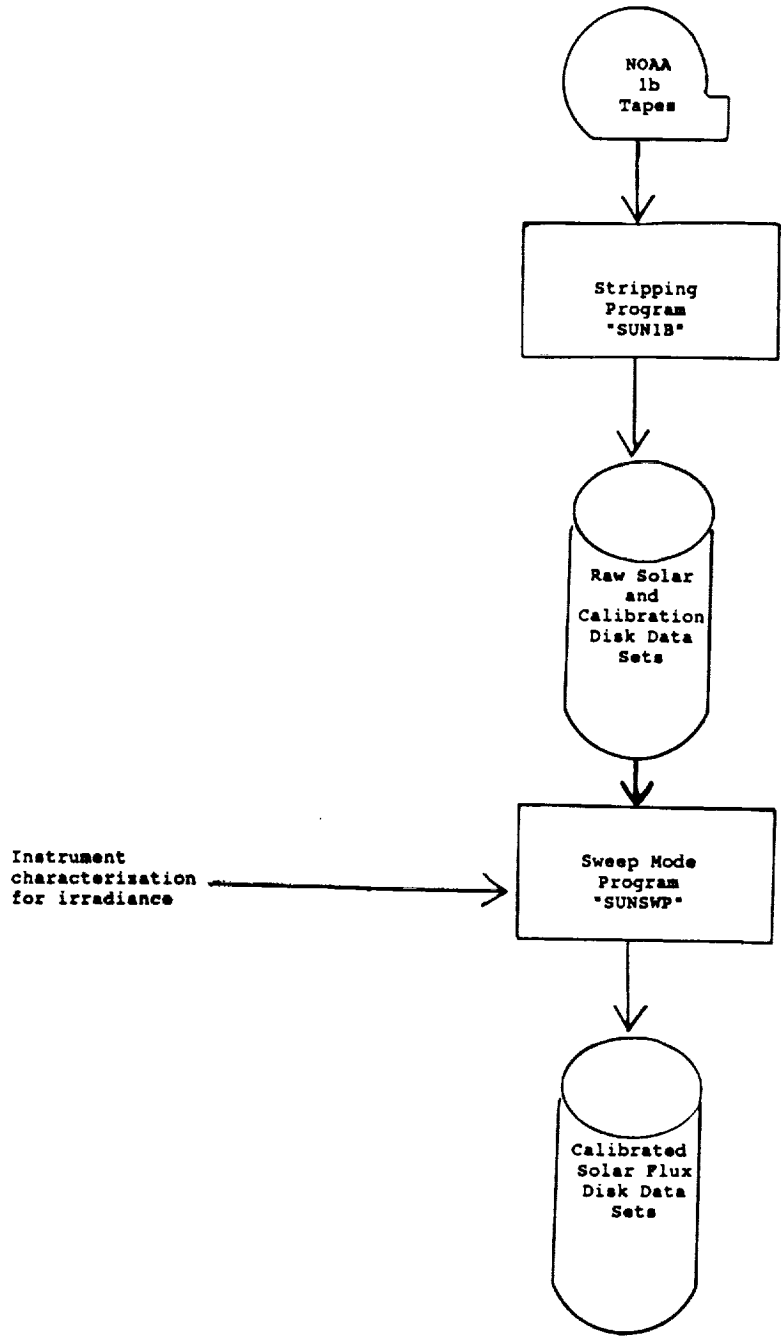 NOAA
1b
Tapes
Stripping
Program
"SUN1B"
Raw Solar
and
Calibration
Disk Data
Sets
Instrument
characterization
for irradiance
Sweep Mode
Program
"SUNSWP"
Calibrated
Solar Flux
Disk Data
Sets